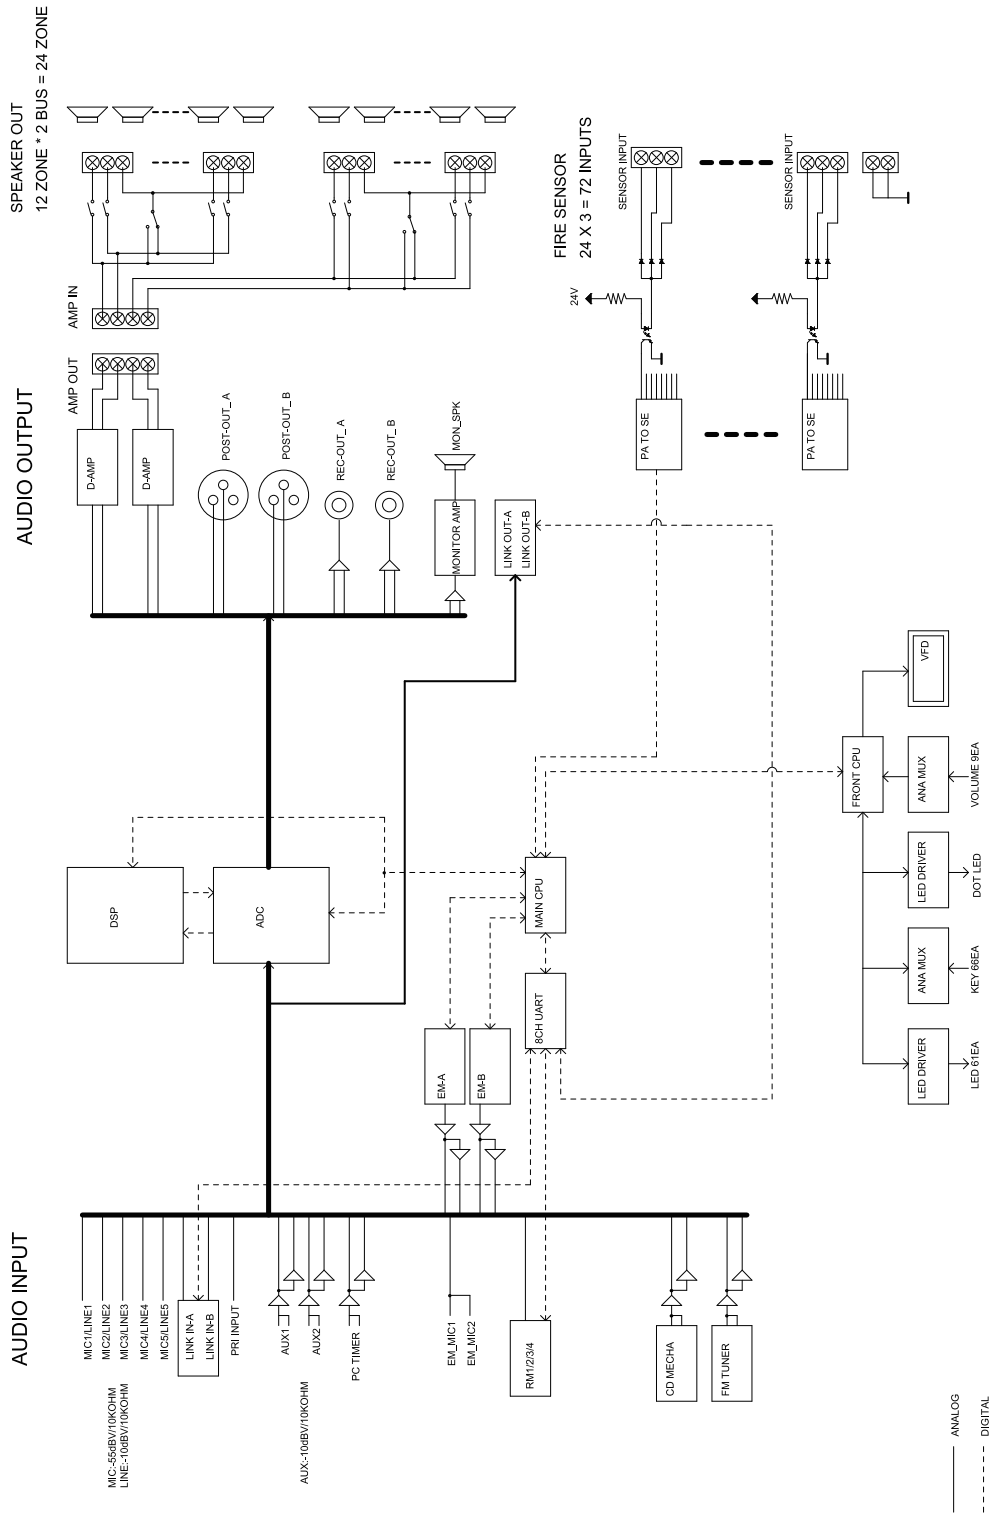 AUDIO INPUT
MIC1/LINE1
MIC2/LINE2
MIC3/LINE3
MIC4/LINE4
MIC5/LINE5
MIC:-55dBV/10KOHM
LINE:-10dBV/10KOHM
LINK IN-A
LINK IN-B
PRI INPUT
AUX1
AUX2
AUX:-10dBV/10KOHM
PC TIMER
EM_MIC1
EM_MIC2
RM1/2/3/4
CD MECHA
FM TUNER
ANALOG
DIGITAL
DSP
ADC
EM-A
EM-B
8CH UART
MAIN CPU
LED DRIVER
LED 61EA
ANA MUX
KEY 66EA
LED DRIVER
DOT LED
ANA MUX
VOLUME 9EA
FRONT CPU
VFD
AUDIO OUTPUT
D-AMP
D-AMP
AMP OUT
AMP IN
POST-OUT_ A
POST-OUT_ B
REC-OUT_ A
REC-OUT_ B
MONITOR AMP
MON_SPK
LINK OUT-A
LINK OUT-B
SPEAKER OUT
12 ZONE * 2 BUS = 24 ZONE
FIRE SENSOR
24 X 3 = 72 INPUTS
PA TO SE
24V
SENSOR INPUT
PA TO SE
SENSOR INPUT